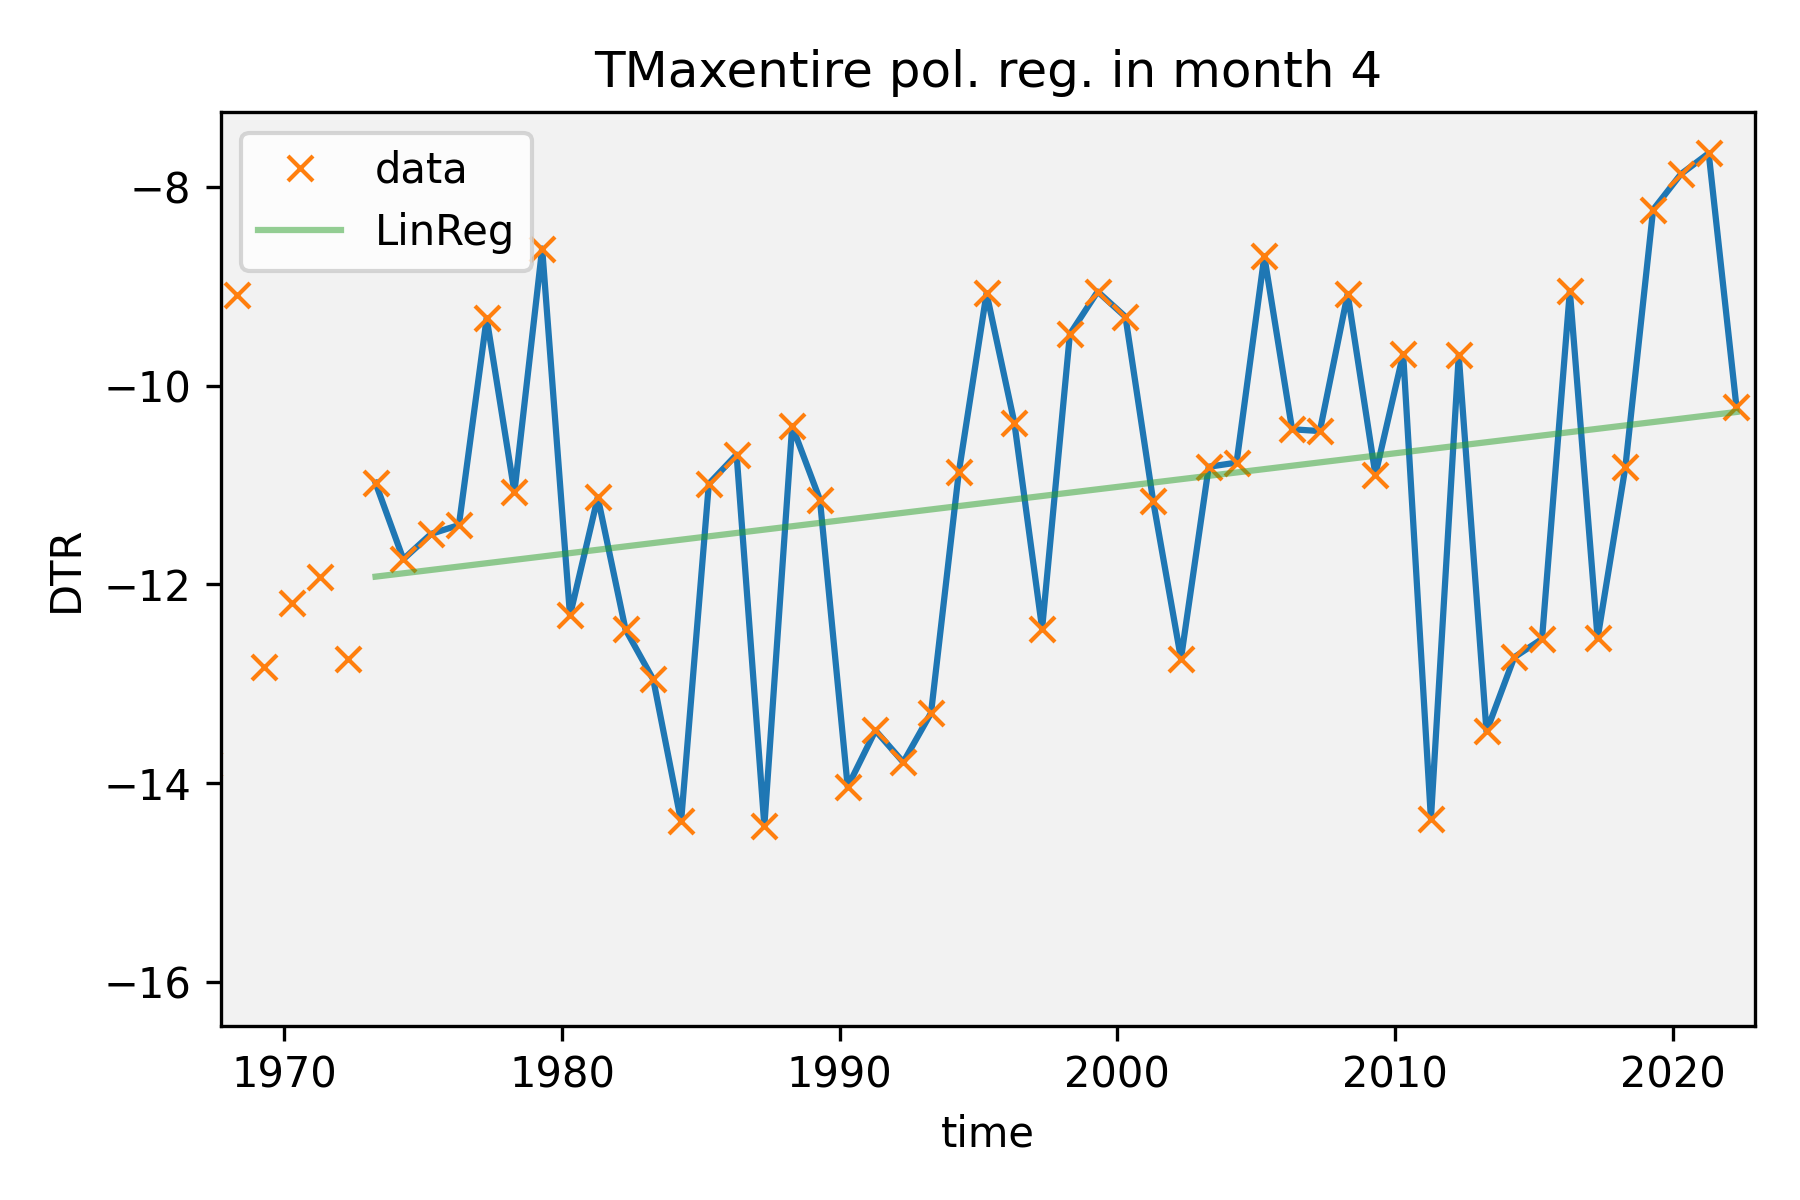 TMaxentire pol. reg. in month 4
data
LinReg
DTR
−8
−10
−12
−14
−16
1970 1980 1990 2000 2010 2020
time